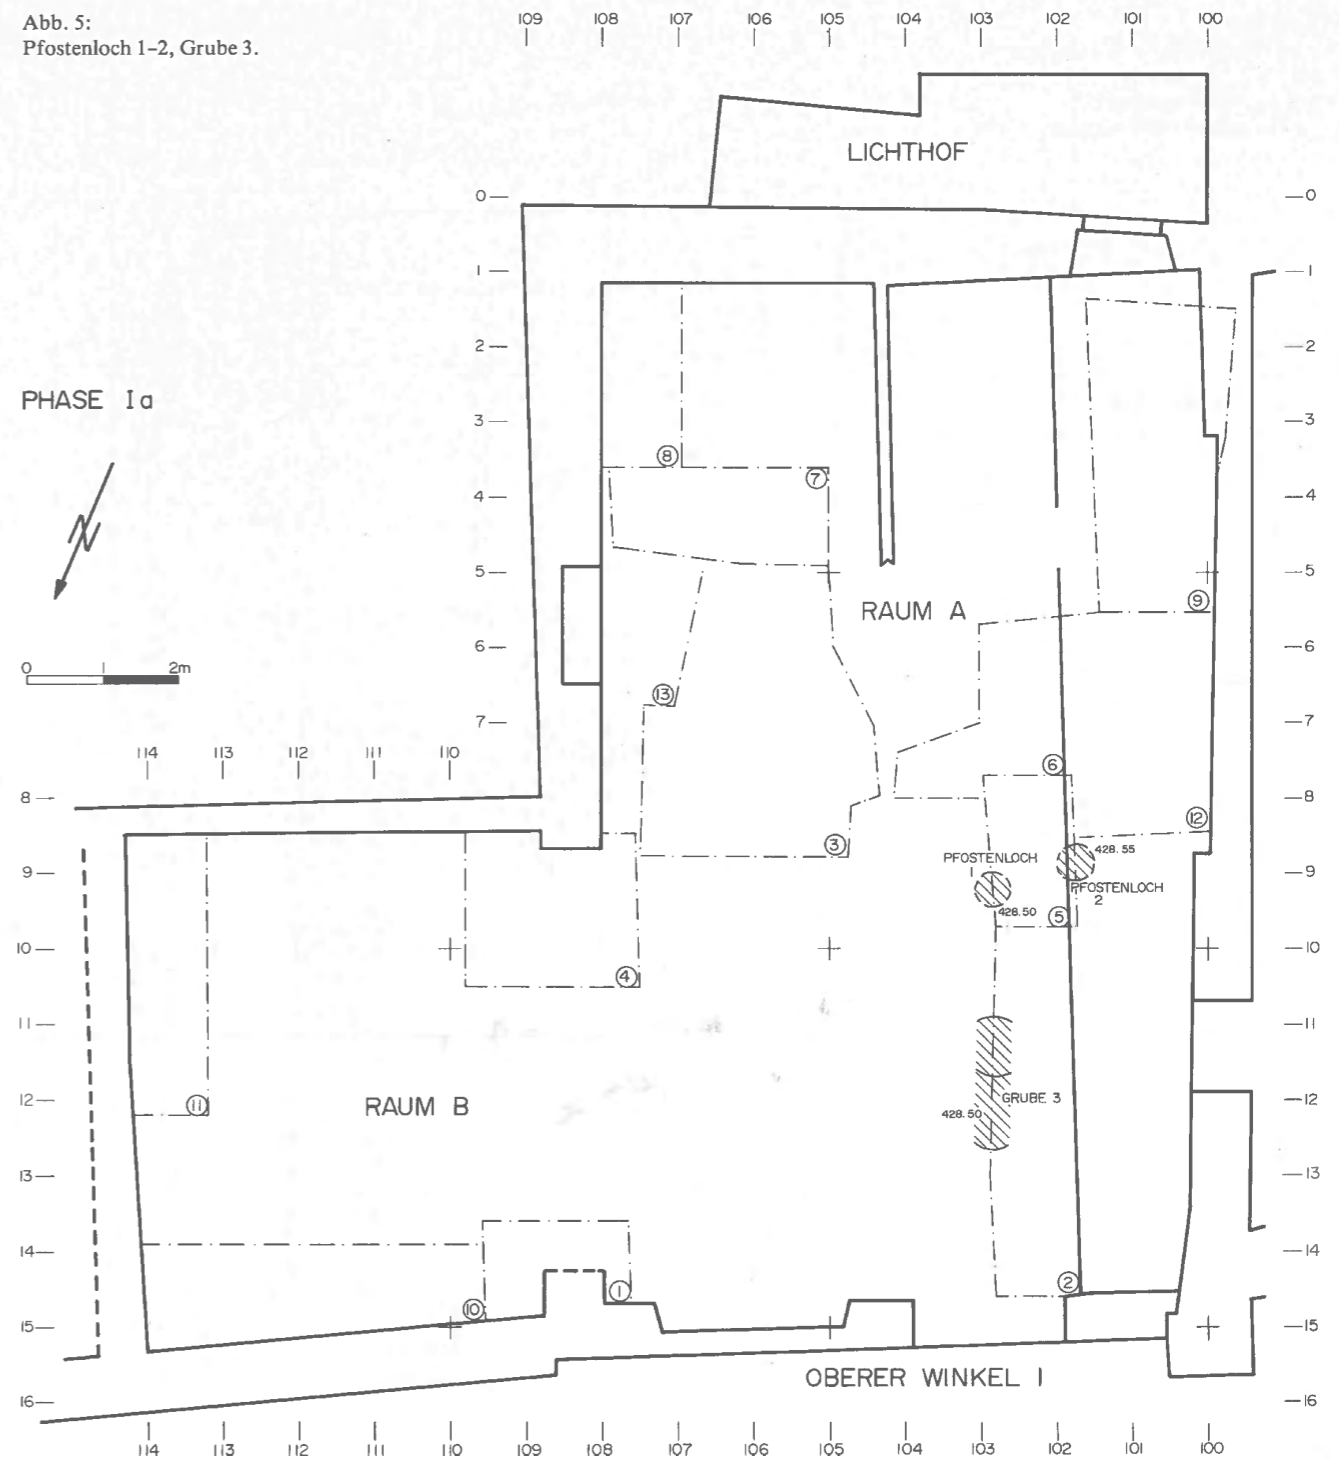 Abb. 5:
Pfostenloch 1–2, Grube 3.
109 108 107 106 105 104 103 102 101 100
LICHTHOF
0 0
1 1
2 2
PHASE Ia
3 3
8
7
4 4
5 5
9
RAUM A
6 6
0 1 2m
13
7 7
114 113 112 111 110
6
8 8
12
3
428.55
PFOSTENLOCH
9 9
PFOSTENLOCH
2
428.50
5
10 10
4
11 11
12 12
11
RAUM B
GRUBE 3
428.50
13 13
14 14
2
1
10
15 15
OBERER WINKEL 1
16 16
114 113 112 111 110 109 108 107 106 105 104 103 102 101 100